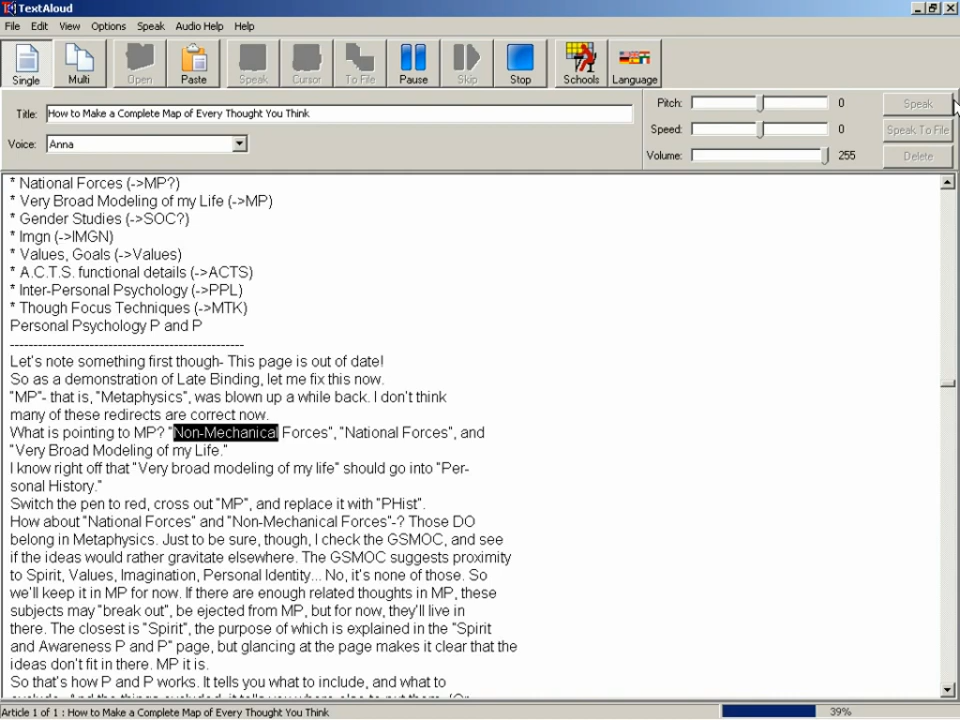 TextAloud
File Edit View Options Speak Audio Help Help
Single Multi Open Paste Speak Cursor To File Pause Skip Stop Schools Language
Title: How to Make a Complete Map of Every Thought You Think
Voice: Anna
Pitch: 0 Speak
Speed: 0 Speak To File
Volume: 255 Delete
* National Forces (->MP?)
* Very Broad Modeling of my Life (->MP)
* Gender Studies (->SOC?)
* Imgn (->IMGN)
* Values, Goals (->Values)
* A.C.T.S. functional details (->ACTS)
* Inter-Personal Psychology (->PPL)
* Though Focus Techniques (->MTK)
Personal Psychology P and P
--------------------------------------------------
Let's note something first though- This page is out of date!
So as a demonstration of Late Binding, let me fix this now.
"MP"- that is, "Metaphysics", was blown up a while back. I don't think
many of these redirects are correct now.
What is pointing to MP? "Non-Mechanical Forces", "National Forces", and
"Very Broad Modeling of my Life."
I know right off that "Very broad modeling of my life" should go into "Per-
sonal History."
Switch the pen to red, cross out "MP", and replace it with "PHist".
How about "National Forces" and "Non-Mechanical Forces"-? Those DO
belong in Metaphysics. Just to be sure, though, I check the GSMOC, and see
if the ideas would rather gravitate elsewhere. The GSMOC suggests proximity
to Spirit, Values, Imagination, Personal Identity... No, it's none of those. So
we'll keep it in MP for now. If there are enough related thoughts in MP, these
subjects may "break out", be ejected from MP, but for now, they'll live in
there. The closest is "Spirit", the purpose of which is explained in the "Spirit
and Awareness P and P" page, but glancing at the page makes it clear that the
ideas don't fit in there. MP it is.
So that's how P and P works. It tells you what to include, and what to
Article 1 of 1 : How to Make a Complete Map of Every Thought You Think 39%